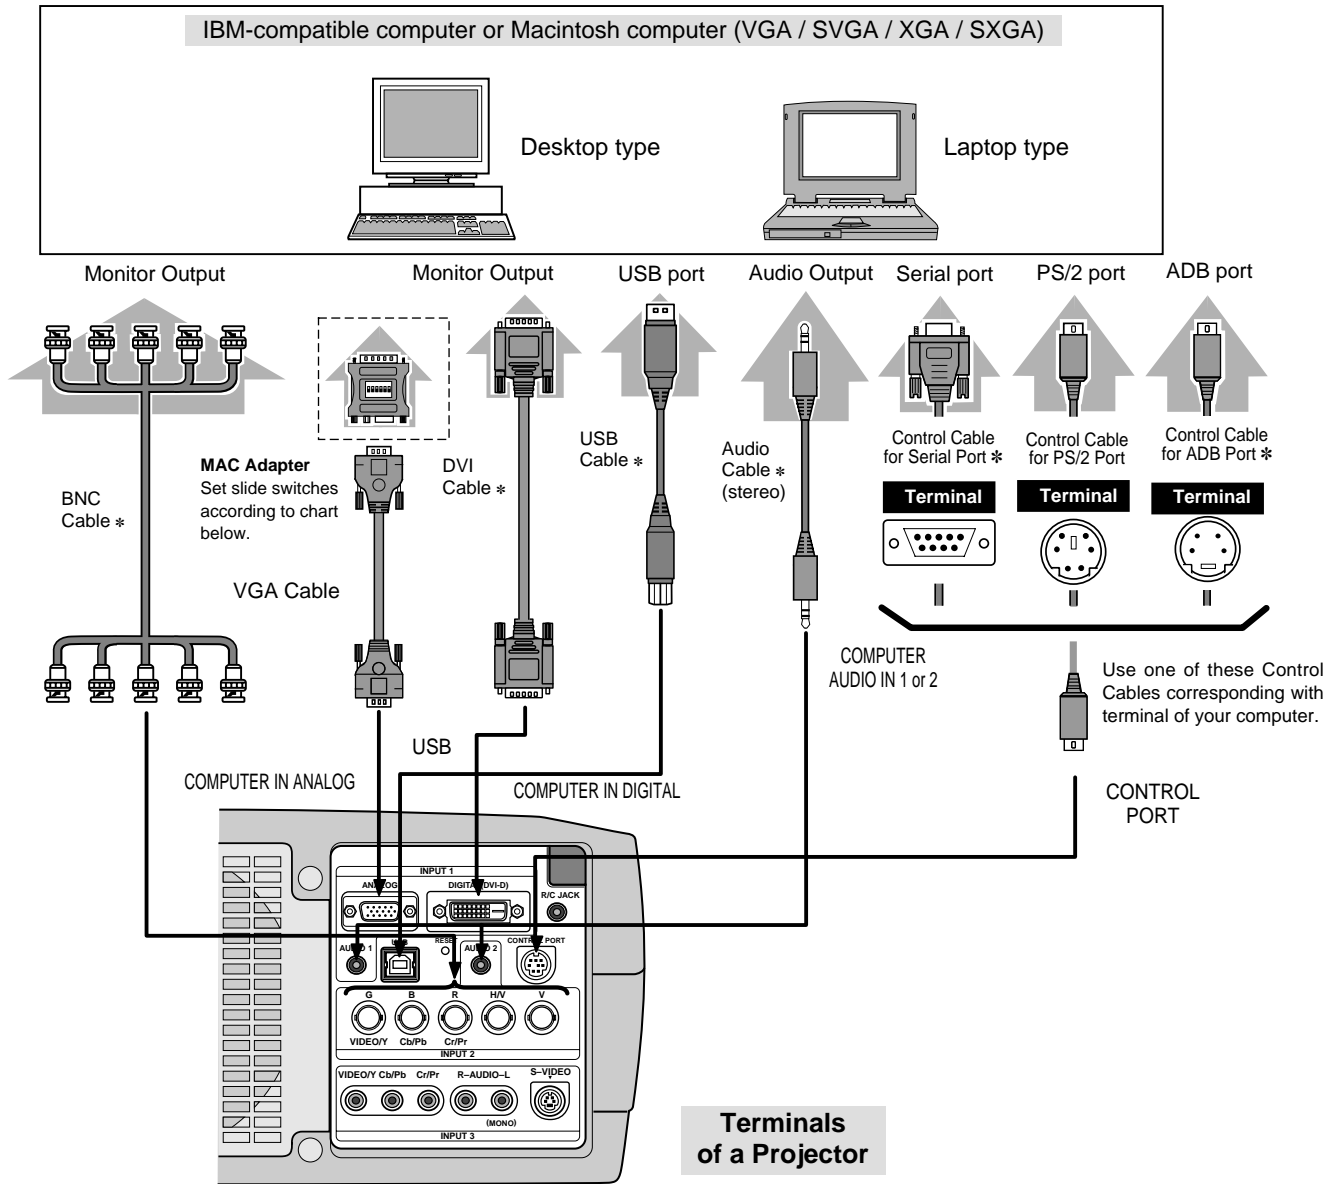 IBM-compatible computer or Macintosh computer (VGA / SVGA / XGA / SXGA)
Desktop type
Laptop type
Monitor Output
Monitor Output
USB port
Audio Output
Serial port
PS/2 port
ADB port
BNC
Cable *
MAC Adapter
Set slide switches
according to chart
below.
VGA Cable
DVI
Cable *
USB
Cable *
Audio
Cable *
(stereo)
Control Cable
for Serial Port *
Control Cable
for PS/2 Port
Control Cable
for ADB Port *
Terminal
Terminal
Terminal
COMPUTER
AUDIO IN 1 or 2
Use one of these Control
Cables corresponding with
terminal of your computer.
USB
COMPUTER IN ANALOG
COMPUTER IN DIGITAL
CONTROL
PORT
INPUT 1
ANALOG
DIGITAL (DVI-D)
R/C JACK
AUDIO 1
USB
RESET
AUDIO 2
CONTROL PORT
G
B
R
H/V
V
VIDEO/Y
Cb/Pb
Cr/Pr
INPUT 2
VIDEO/Y
Cb/Pb
Cr/Pr
R–AUDIO–L
S–VIDEO
(MONO)
INPUT 3
Terminals
of a Projector